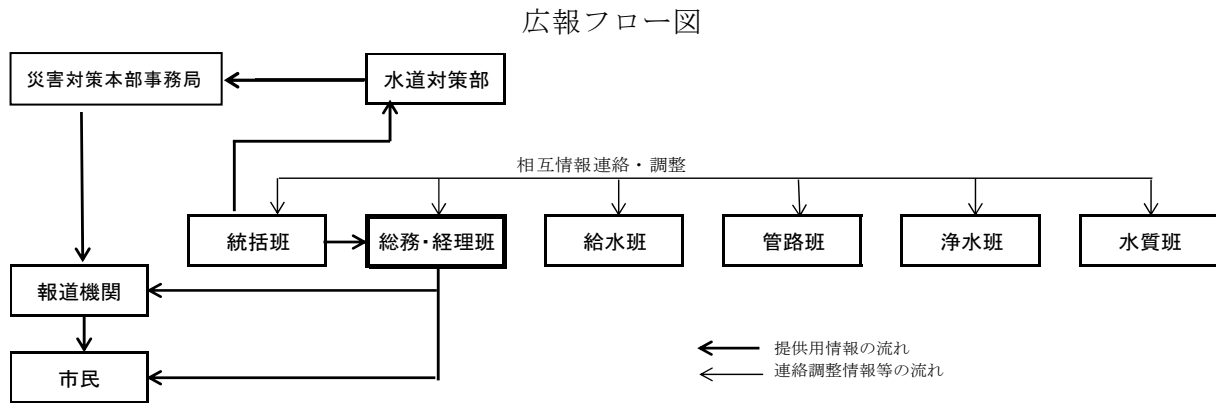 広報フロー図
災害対策本部事務局
水道対策部
相互情報連絡・調整
統括班
総務・経理班
給水班
管路班
浄水班
水質班
報道機関
市民
提供用情報の流れ
連絡調整情報等の流れ